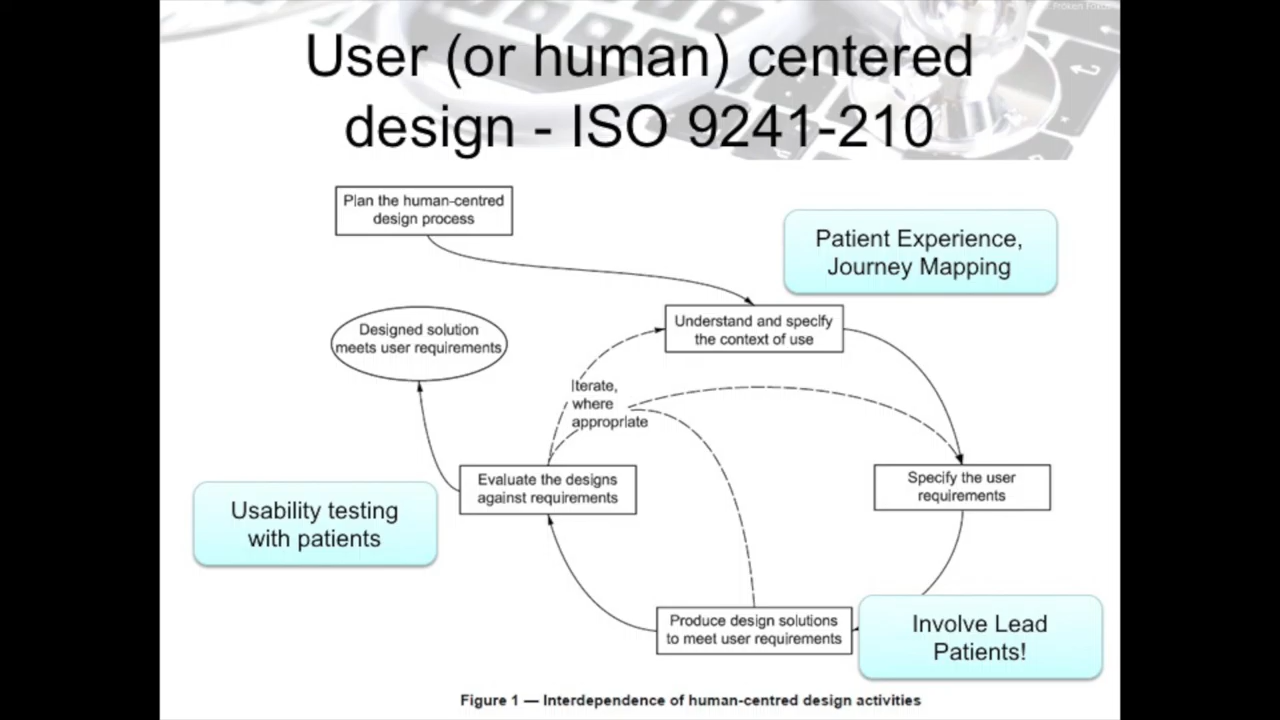 User (or human) centered
design - ISO 9241-210
Plan the human-centred
design process
Patient Experience,
Journey Mapping
Understand and specify
the context of use
Designed solution
meets user requirements
Iterate,
where
appropriate
Evaluate the designs
against requirements
Specify the user
requirements
Usability testing
with patients
Produce design solutions
to meet user requirements
Involve Lead
Patients!
Figure 1 — Interdependence of human-centred design activities